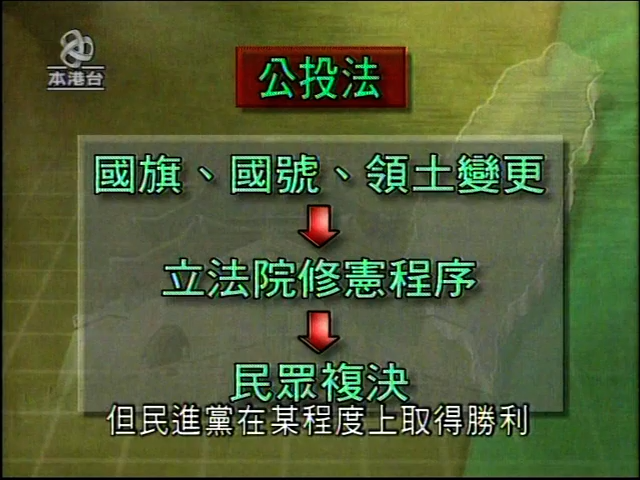 本港台
公投法
國旗、國號、領土變更
立法院修憲程序
民眾複決
但民進黨在某程度上取得勝利